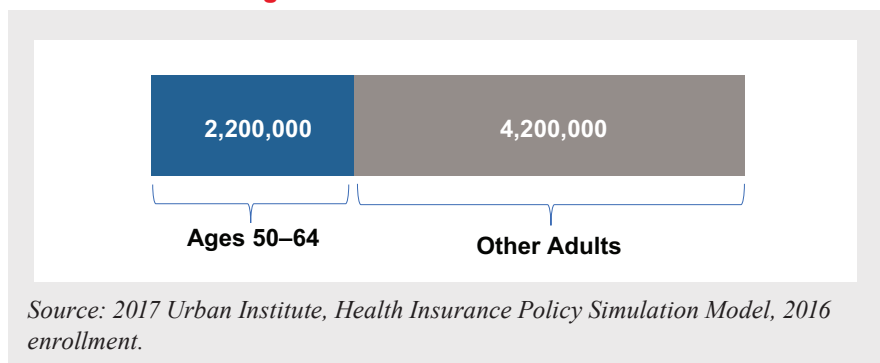 2,200,000 4,200,000
Ages 50–64
Other Adults
Source: 2017 Urban Institute, Health Insurance Policy Simulation Model, 2016
enrollment.